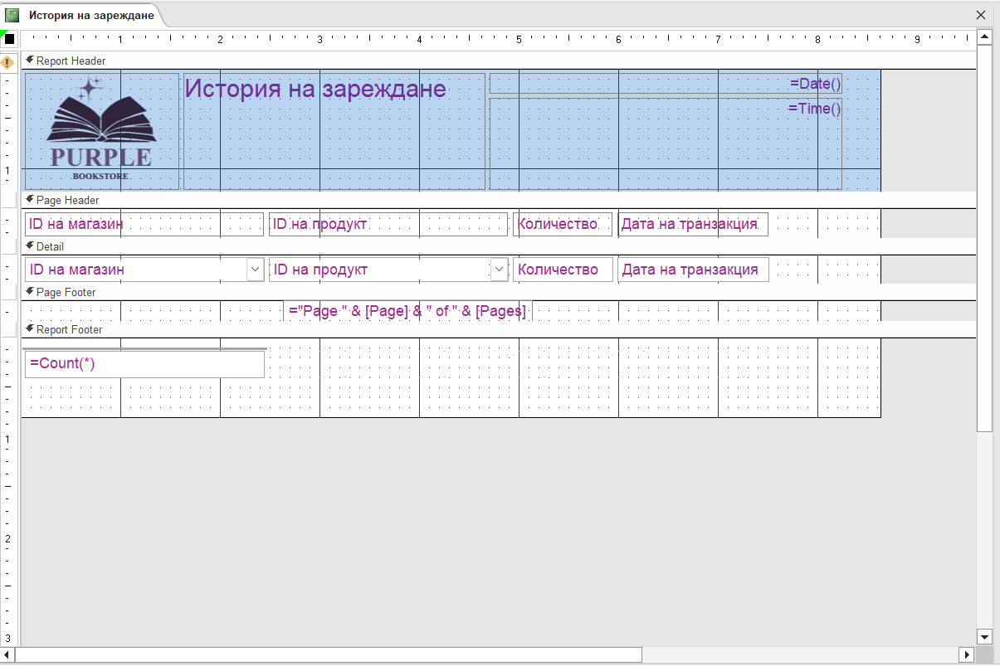 История на зареждане
1 2 3 4 5 6 7 8 9
Report Header
PURPLE
BOOKSTORE
История на зареждане
=Date()
=Time()
1
Page Header
ID на магазин ID на продукт Количество Дата на транзакция
Detail
ID на магазин ID на продукт Количество Дата на транзакция
Page Footer
="Page " & [Page] & " of " & [Pages]
Report Footer
=Count(*)
1
2
3